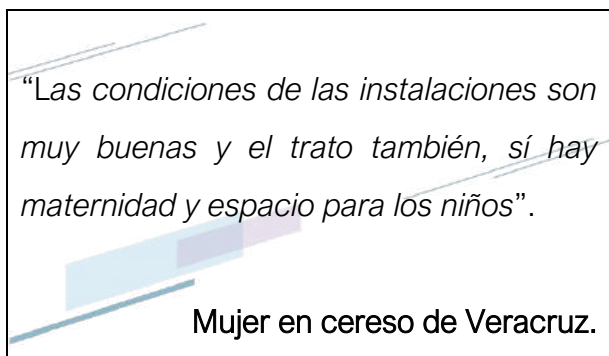 “Las condiciones de las instalaciones son
muy buenas y el trato también, sí hay
maternidad y espacio para los niños”.
Mujer en cereso de Veracruz.